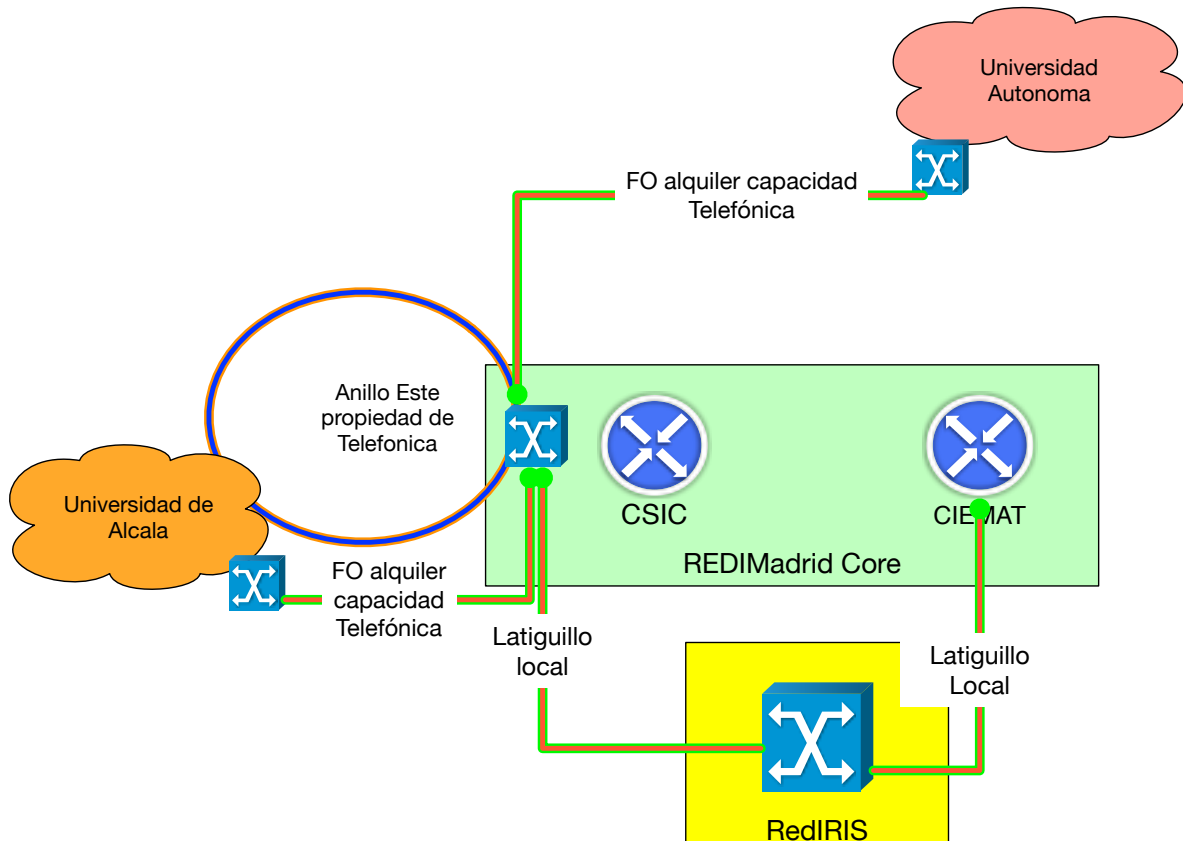 Universidad
Autonoma
FO alquiler capacidad
Telefónica
Anillo Este
propiedad de
Telefonica
CSIC
CIEMAT
REDIMadrid Core
Universidad de
Alcala
FO alquiler
capacidad
Telefónica
Latiguillo
local
Latiguillo
Local
RedIRIS